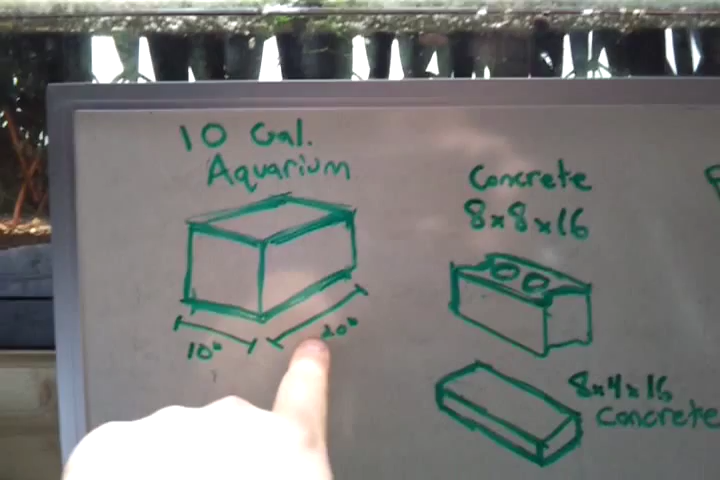 10 Gal.
Aquarium
10"
20"
Concrete
8x8x16
8x4x16
Concrete